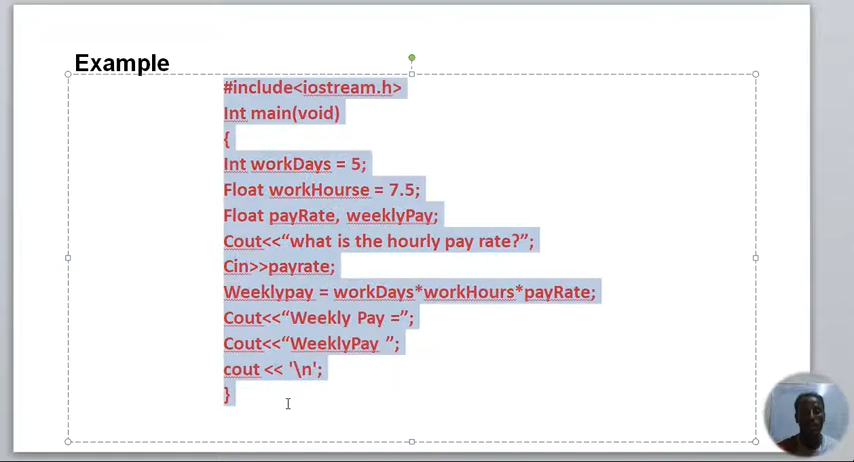 Example
#include<iostream.h>
Int main(void)
{
Int workDays = 5;
Float workHourse = 7.5;
Float payRate, weeklyPay;
Cout<<“what is the hourly pay rate?”;
Cin>>payrate;
Weeklypay = workDays*workHours*payRate;
Cout<<“Weekly Pay =”;
Cout<<“WeeklyPay ”;
cout << '\n';
}